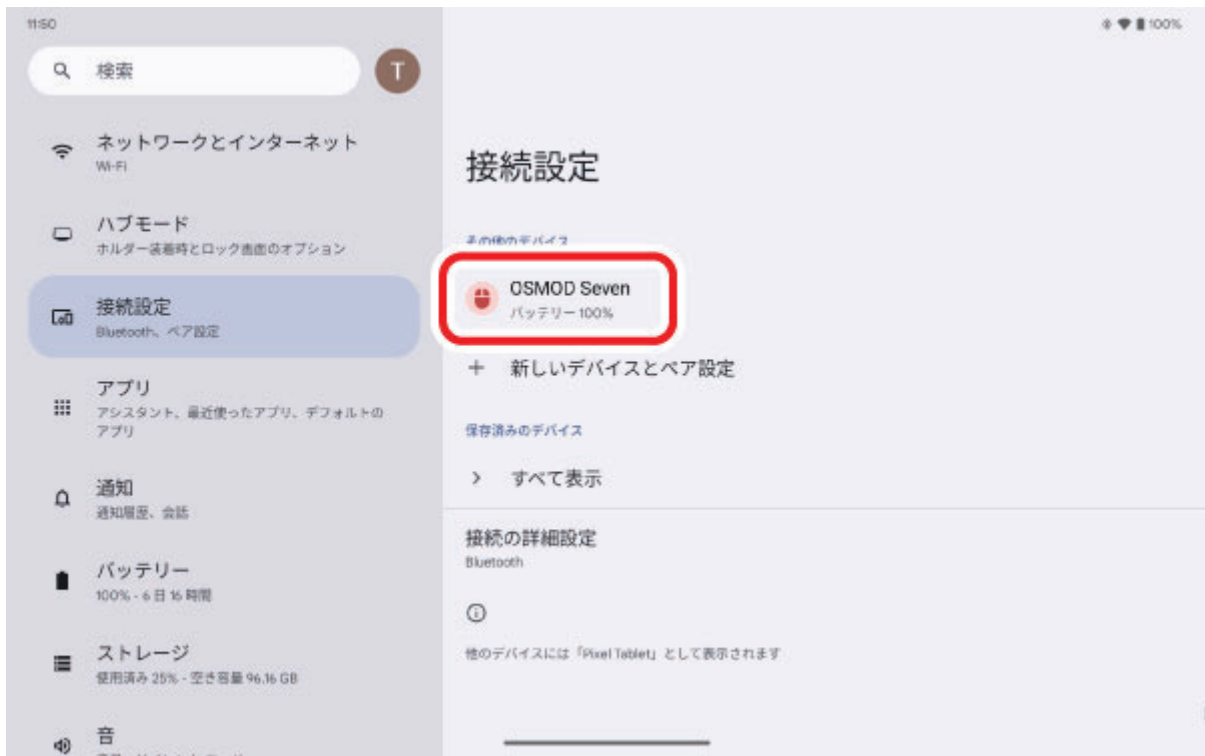 11:50
100%
検索
T
ネットワークとインターネット
Wi-Fi
ハブモード
ホルダー装着時とロック画面のオプション
接続設定
Bluetooth、ペア設定
アプリ
アシスタント、最近使ったアプリ、デフォルトの
アプリ
通知
通知履歴、会話
バッテリー
100% - 6 日 16 時間
ストレージ
使用済み 25% - 空き容量 96.16 GB
音
接続設定
その他のデバイス
OSMOD Seven
バッテリー 100%
+ 新しいデバイスとペア設定
保存済みのデバイス
すべて表示
接続の詳細設定
Bluetooth
他のデバイスには「Pixel Tablet」として表示されます